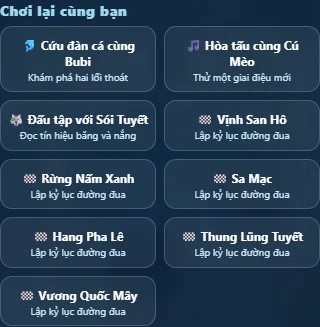 Chơi lại cùng bạn
Cứu đàn cá cùng
Bubi
Khám phá hai lối thoát
Hòa tấu cùng Cú
Mèo
Thử một giai điệu mới
Đấu tập với Sói Tuyết
Đọc tín hiệu băng và nắng
Vịnh San Hô
Lập kỷ lục đường đua
Rừng Nấm Xanh
Lập kỷ lục đường đua
Sa Mạc
Lập kỷ lục đường đua
Hang Pha Lê
Lập kỷ lục đường đua
Thung Lũng Tuyết
Lập kỷ lục đường đua
Vương Quốc Mây
Lập kỷ lục đường đua